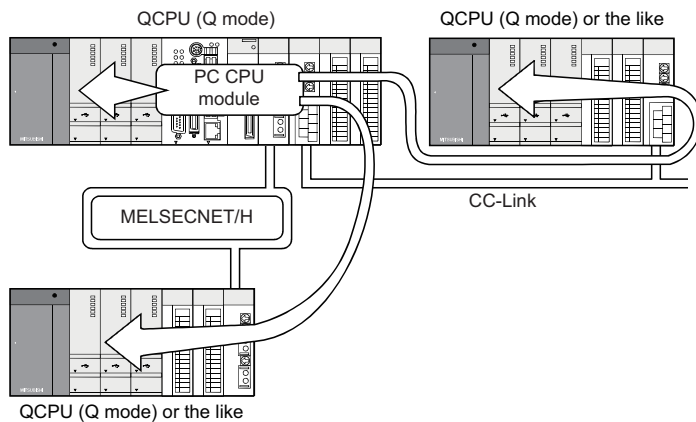 QCPU (Q mode)
QCPU (Q mode) or the like
PC CPU
module
CC-Link
MELSECNET/H
QCPU (Q mode) or the like